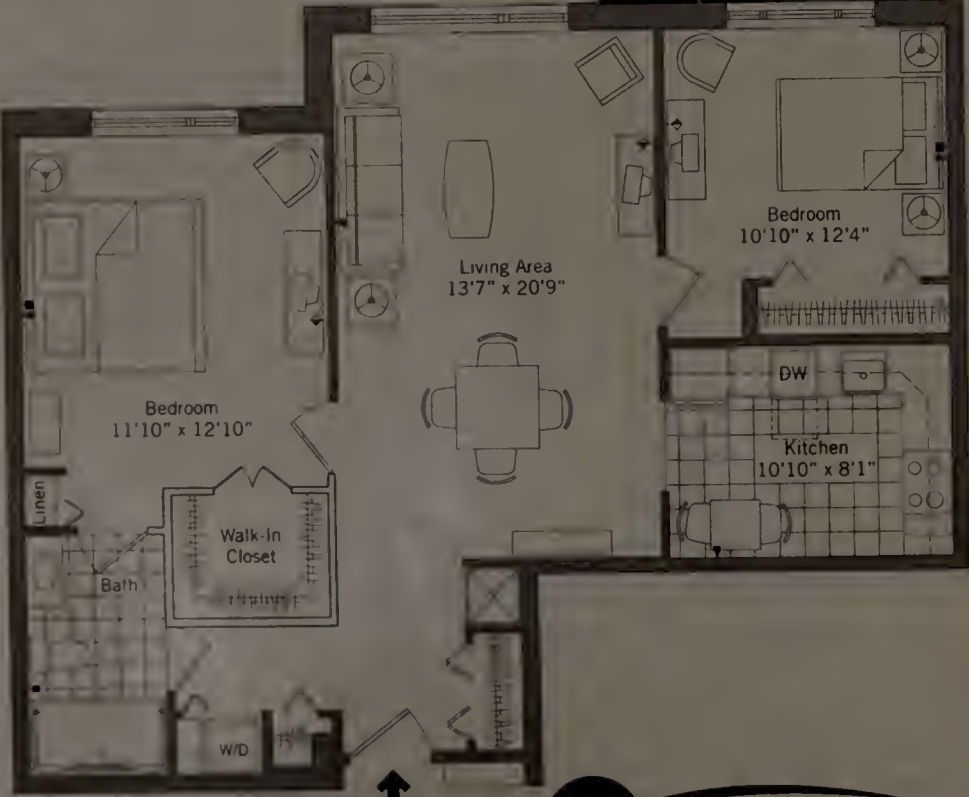 Bedroom
10'10" x 12'4"
Living Area
13'7" x 20'9"
DW
Bedroom
11'10" x 12'10"
Kitchen
10'10" x 8'1"
Linen
Walk-In
Closet
Bath
W/D